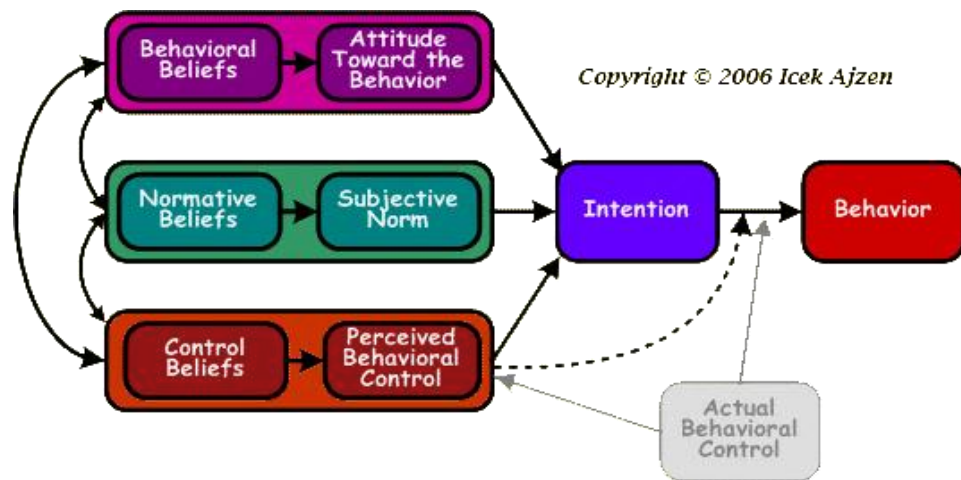 Behavioral
Beliefs
Attitude
Toward the
Behavior
Copyright © 2006 Icek Ajzen
Normative
Beliefs
Subjective
Norm
Intention
Behavior
Control
Beliefs
Perceived
Behavioral
Control
Actual
Behavioral
Control